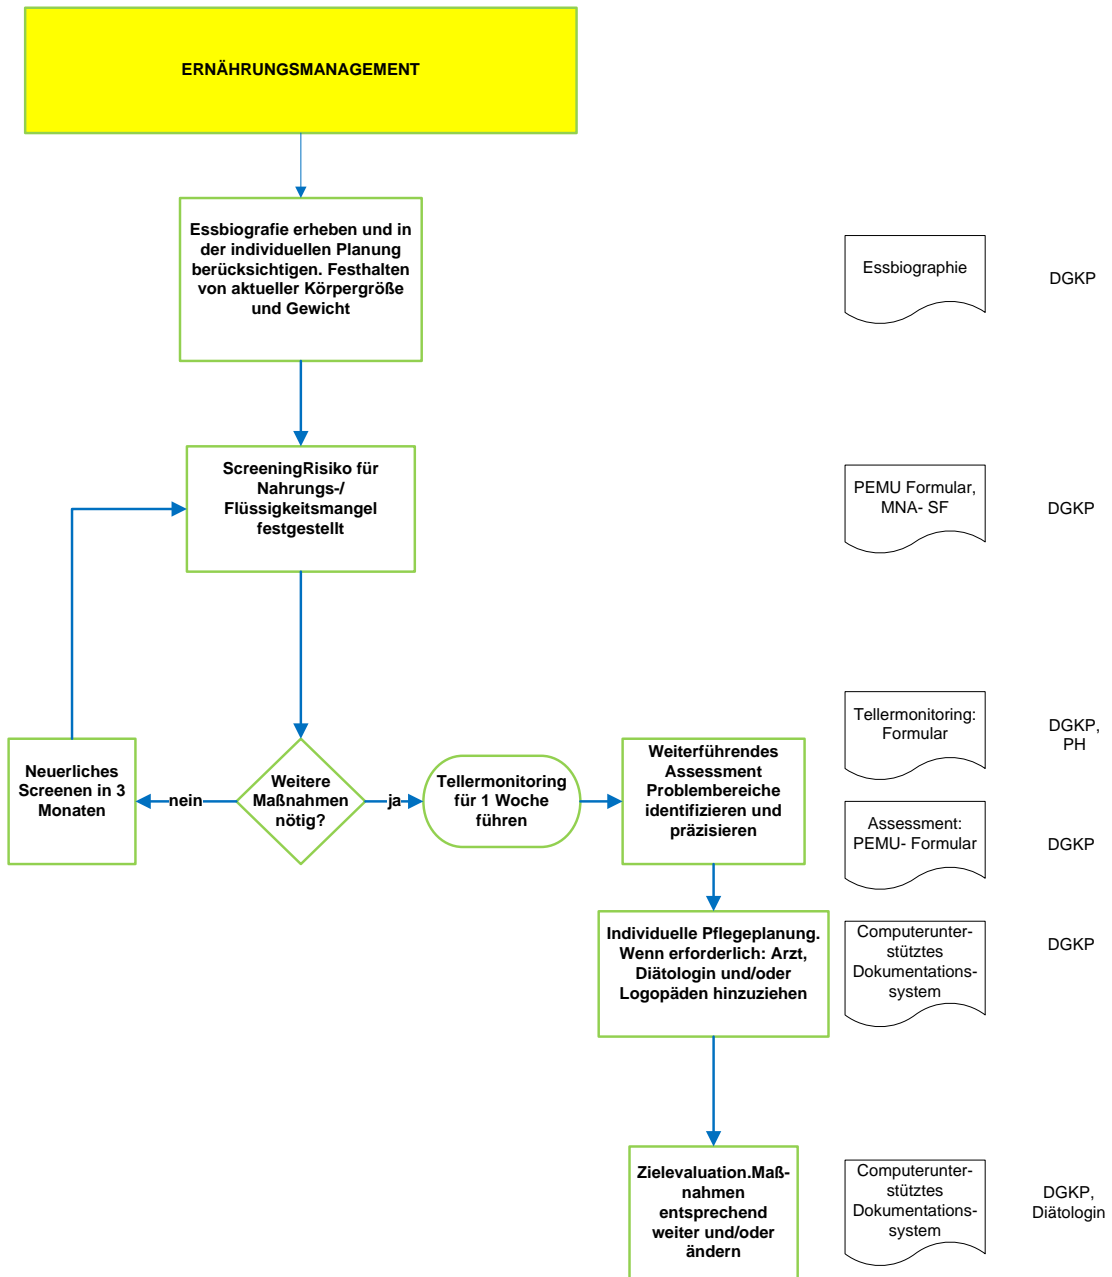 ERNÄHRUNGSMANAGEMENT
Essbiografie erheben und in
der individuellen Planung
berücksichtigen. Festhalten
von aktueller Körpergröße
und Gewicht
Essbiographie
DGKP
ScreeningRisiko für
Nahrungs-/
Flüssigkeitsmangel
festgestellt
PEMU Formular,
MNA- SF
DGKP
Neuerliches
Screenen in 3
Monaten
nein
Weitere
Maßnahmen
nötig?
ja
Tellermonitoring
für 1 Woche
führen
Weiterführendes
Assessment
Problembereiche
identifizieren und
präzisieren
Tellermonitoring:
Formular
DGKP,
PH
Assessment:
PEMU- Formular
DGKP
Individuelle Pflegeplanung.
Wenn erforderlich: Arzt,
Diätologin und/oder
Logopäden hinzuziehen
Computerunter-
stütztes
Dokumentations-
system
DGKP
Zielevaluation.Maß-
nahmen
entsprechend
weiter und/oder
ändern
Computerunter-
stütztes
Dokumentations-
system
DGKP,
Diätologin